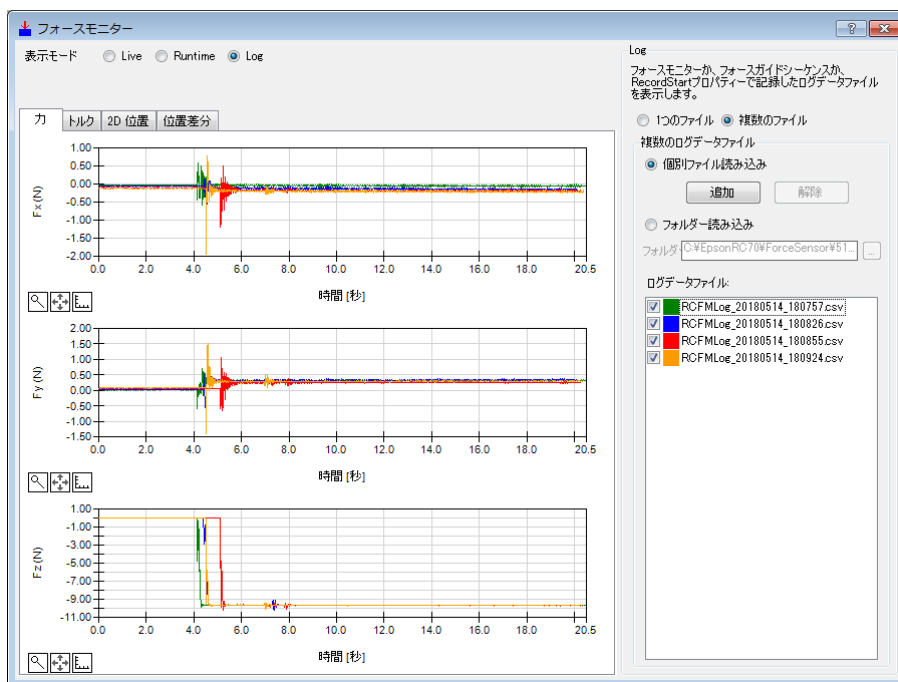 フォースモニター
表示モード Live Runtime Log
力 トルク 2D 位置 位置差分
Fx (N)
1.00
0.50
0.00
-0.50
-1.00
-1.50
-2.00
0.0 2.0 4.0 6.0 8.0 10.0 12.0 14.0 16.0 18.0 20.5
時間 [秒]
Fy (N)
2.00
1.50
1.00
0.50
0.00
-0.50
-1.00
-1.50
0.0 2.0 4.0 6.0 8.0 10.0 12.0 14.0 16.0 18.0 20.5
時間 [秒]
Fz (N)
1.00
-1.00
-3.00
-5.00
-7.00
-9.00
-11.00
0.0 2.0 4.0 6.0 8.0 10.0 12.0 14.0 16.0 18.0 20.5
時間 [秒]
Log
フォースモニターか、フォースガイドシーケンスか、
RecordStartプロパティーで記録したログデータファイル
を表示します。
1つのファイル 複数のファイル
複数のログデータファイル
個別ファイル読み込み
追加 解除
フォルダー読み込み
フォルダ C:¥EpsonRC70¥ForceSensor¥51... ...
ログデータファイル:
RCFMLog_20180514_180757.csv
RCFMLog_20180514_180826.csv
RCFMLog_20180514_180855.csv
RCFMLog_20180514_180924.csv